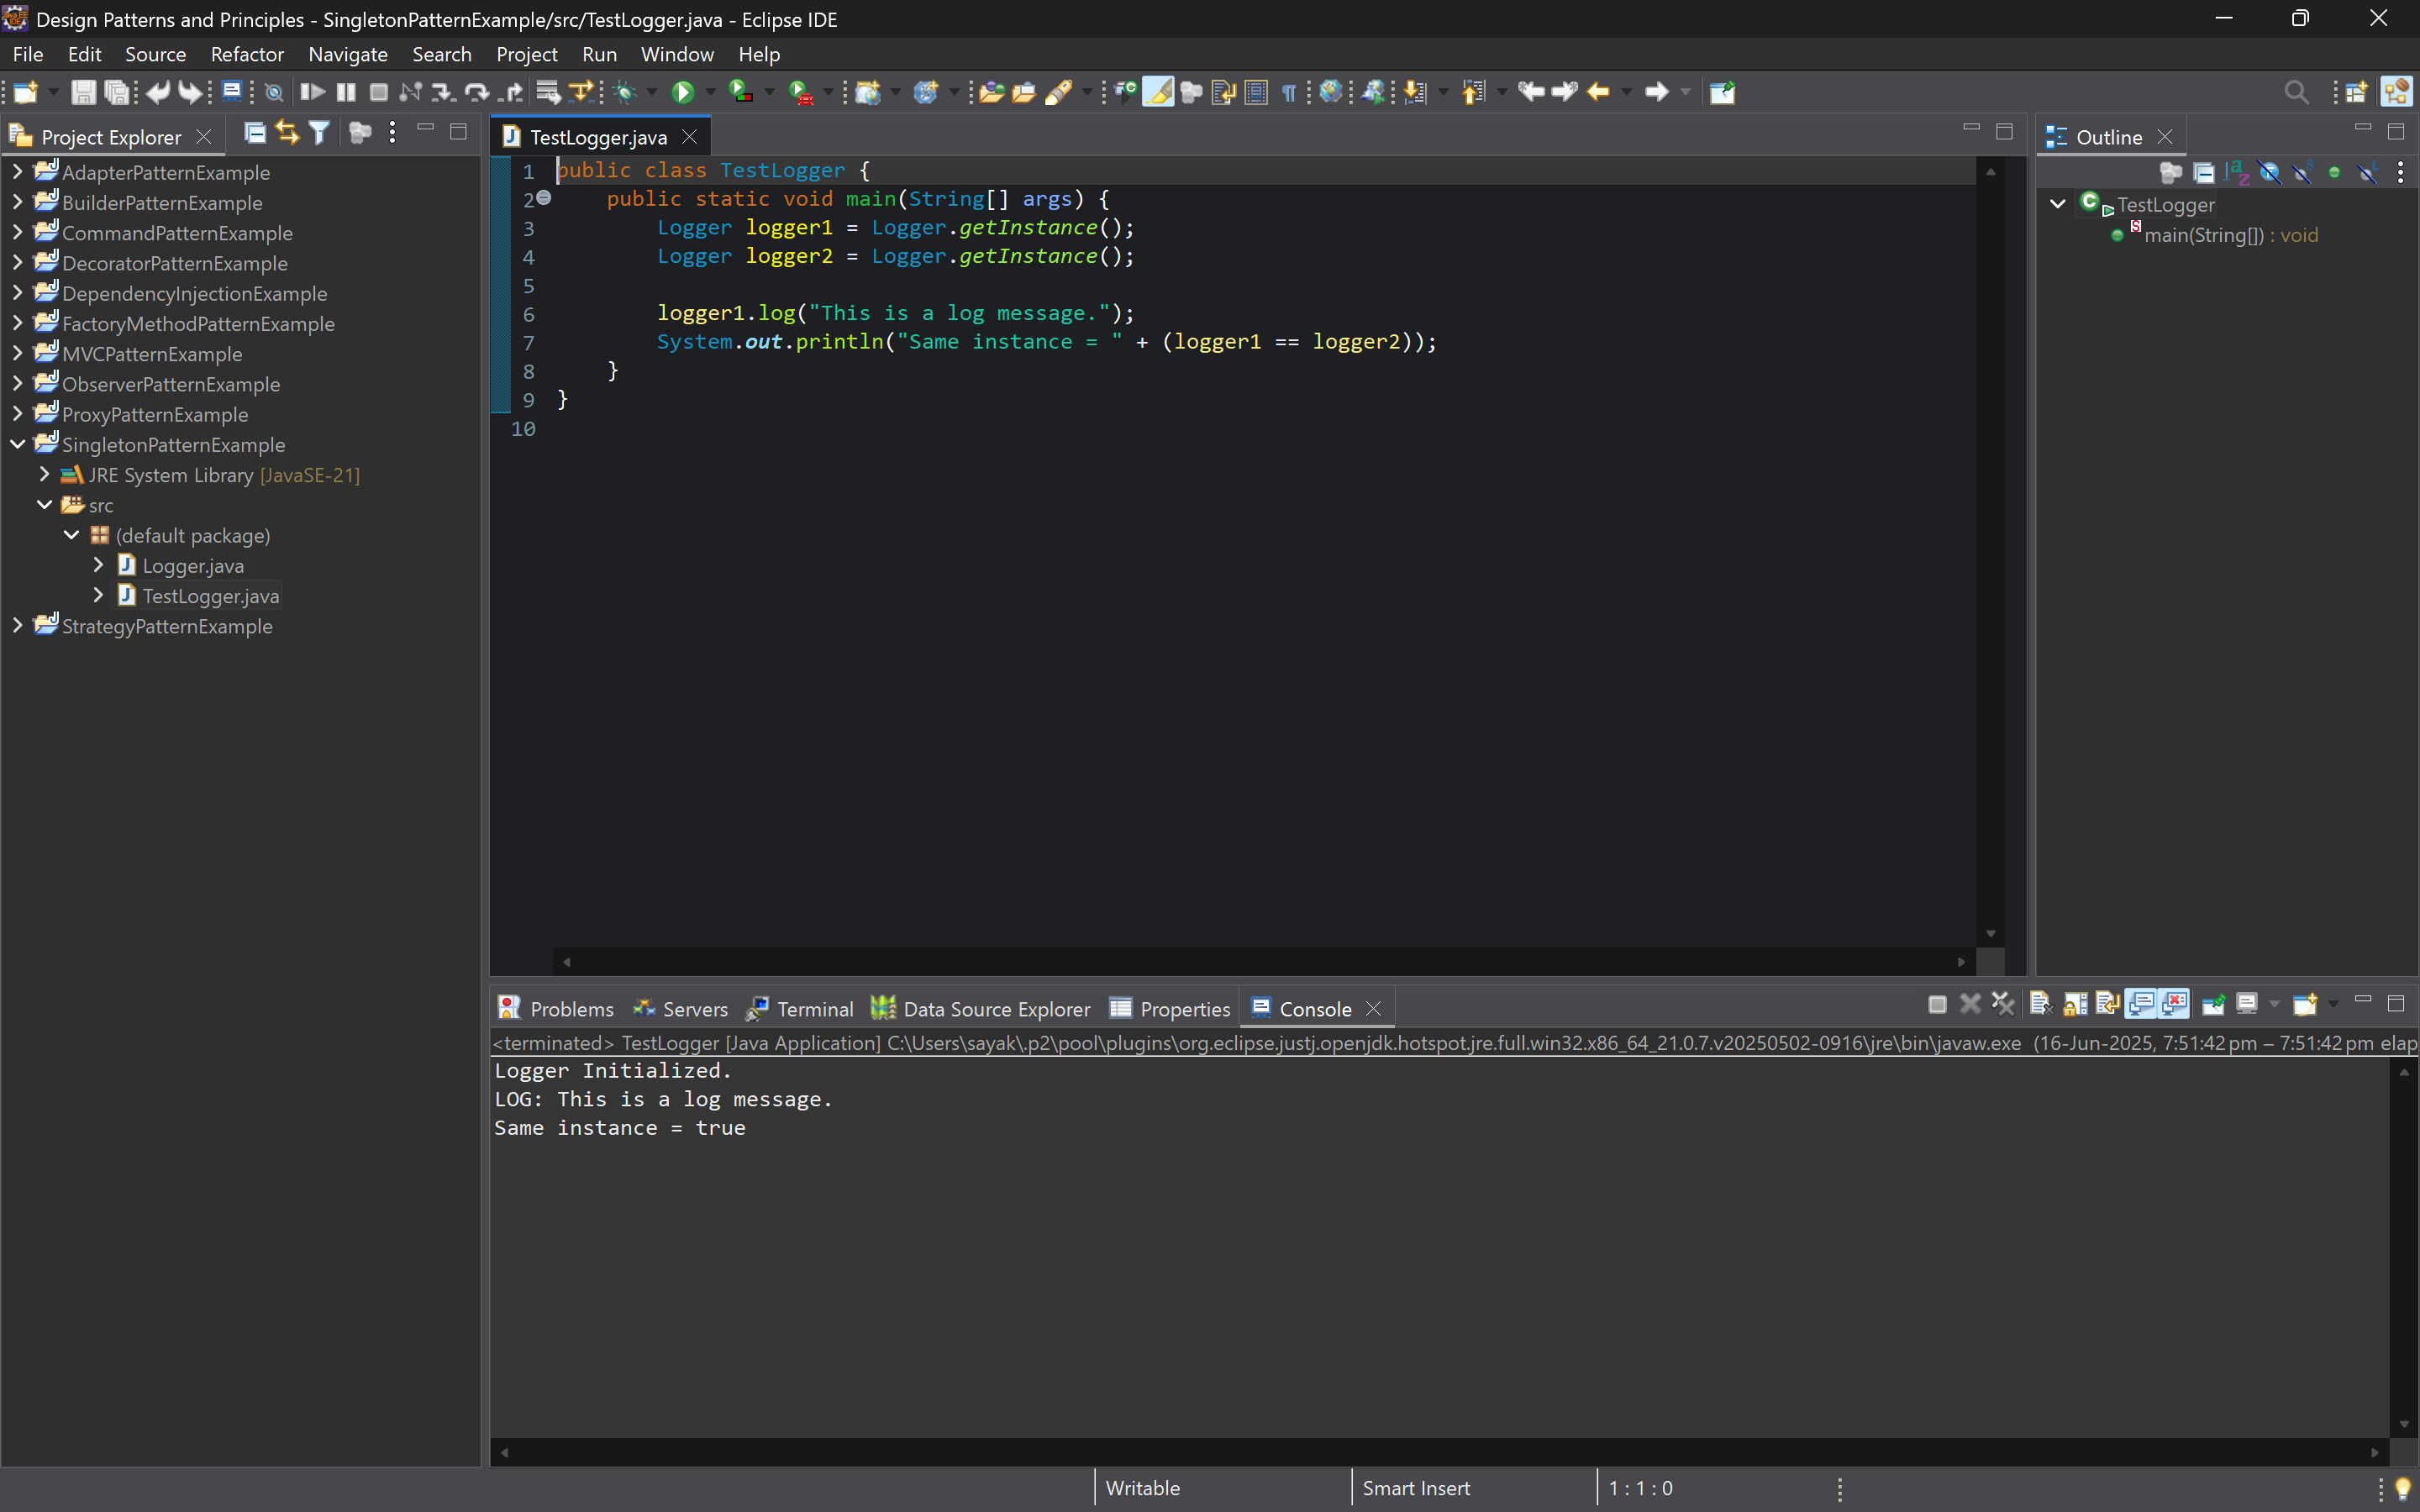 Design Patterns and Principles - SingletonPatternExample/src/TestLogger.java - Eclipse IDE
File Edit Source Refactor Navigate Search Project Run Window Help
Project Explorer
AdapterPatternExample
BuilderPatternExample
CommandPatternExample
DecoratorPatternExample
DependencyInjectionExample
FactoryMethodPatternExample
MVCPatternExample
ObserverPatternExample
ProxyPatternExample
SingletonPatternExample
JRE System Library [JavaSE-21]
src
(default package)
Logger.java
TestLogger.java
StrategyPatternExample
TestLogger.java
1 public class TestLogger {
2 public static void main(String[] args) {
3 Logger logger1 = Logger.getInstance();
4 Logger logger2 = Logger.getInstance();
5
6 logger1.log("This is a log message.");
7 System.out.println("Same instance = " + (logger1 == logger2));
8 }
9 }
10
Outline
TestLogger
main(String[]) : void
Problems Servers Terminal Data Source Explorer Properties Console
<terminated> TestLogger [Java Application] C:\Users\sayak\.p2\pool\plugins\org.eclipse.justj.openjdk.hotspot.jre.full.win32.x86_64_21.0.7.v20250502-0916\jre\bin\javaw.exe (16-Jun-2025, 7:51:42 pm – 7:51:42 pm elap
Logger Initialized.
LOG: This is a log message.
Same instance = true
Writable Smart Insert 1 : 1 : 0